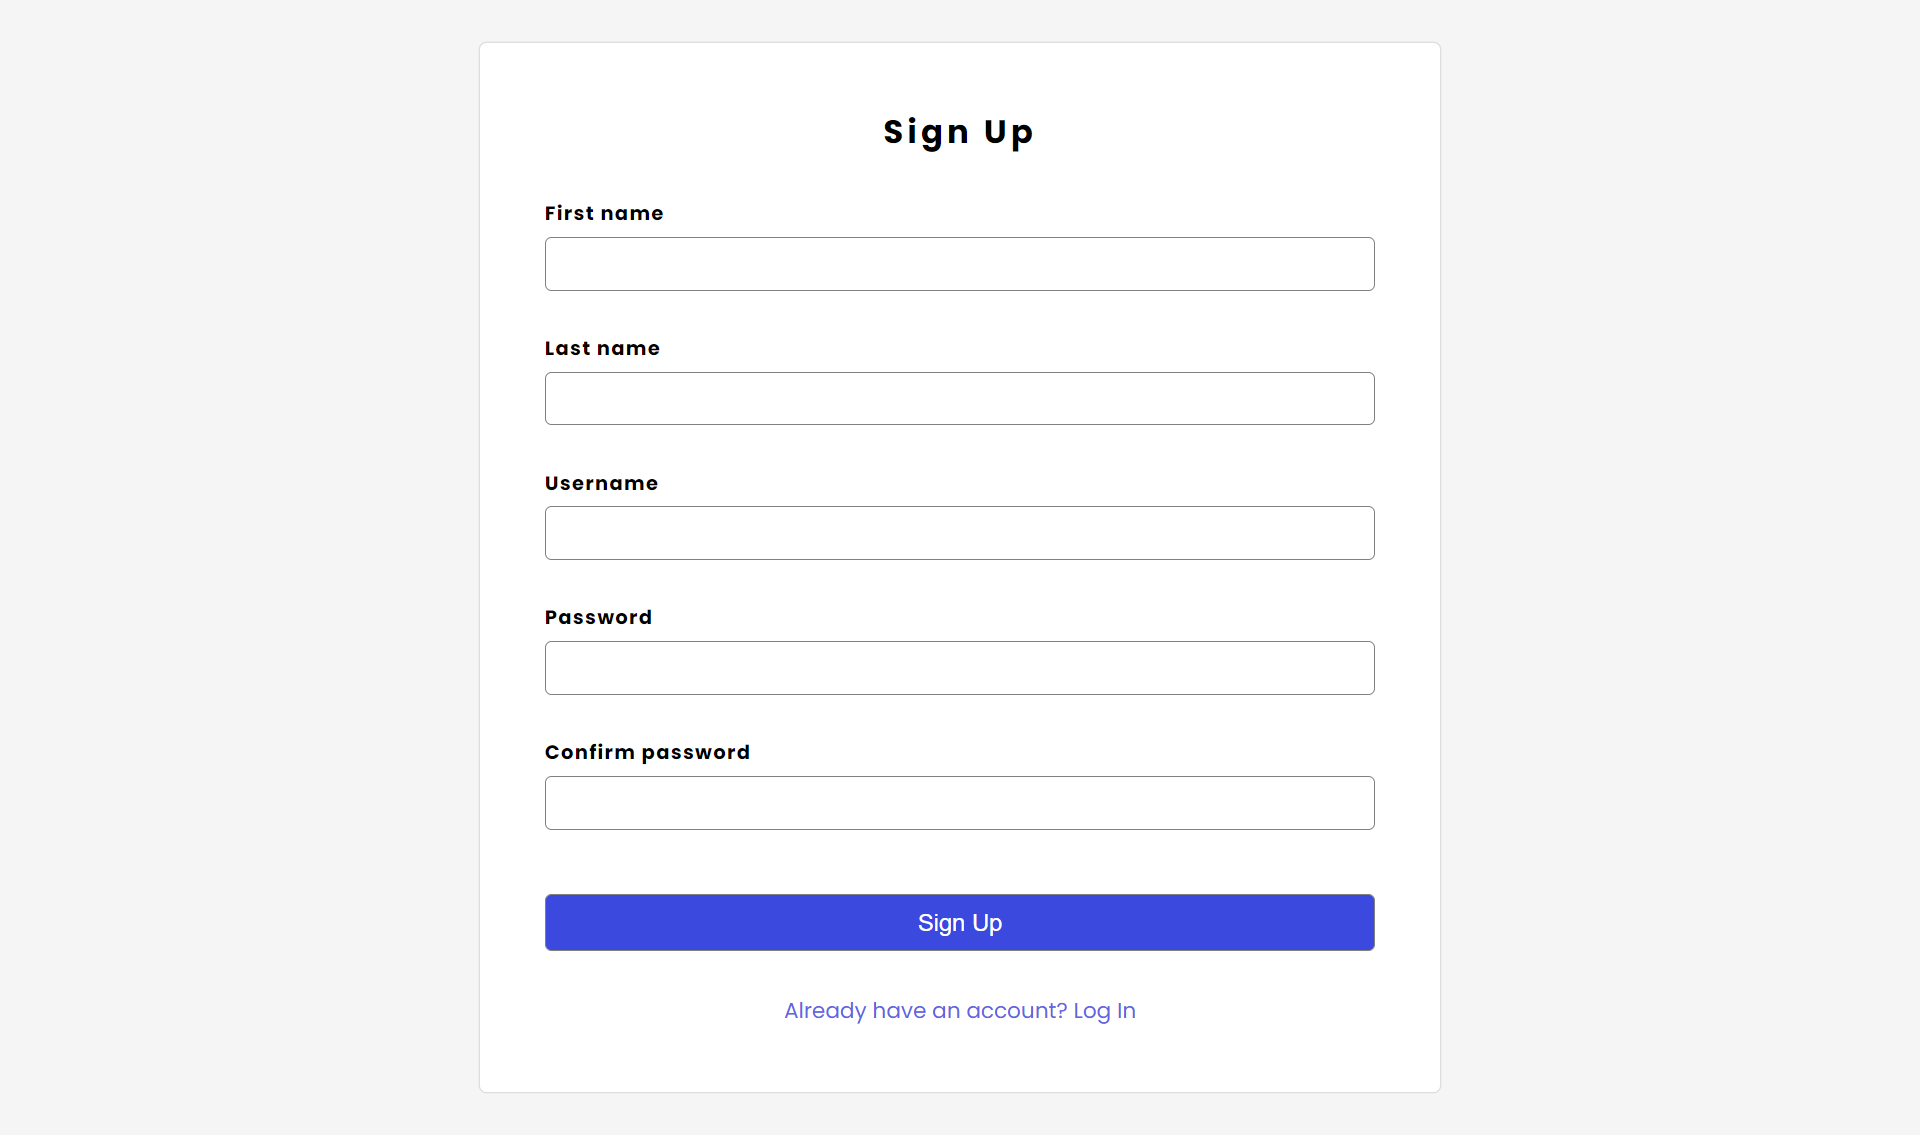 Sign Up
First name
Last name
Username
Password
Confirm password
Sign Up
Already have an account? Log In